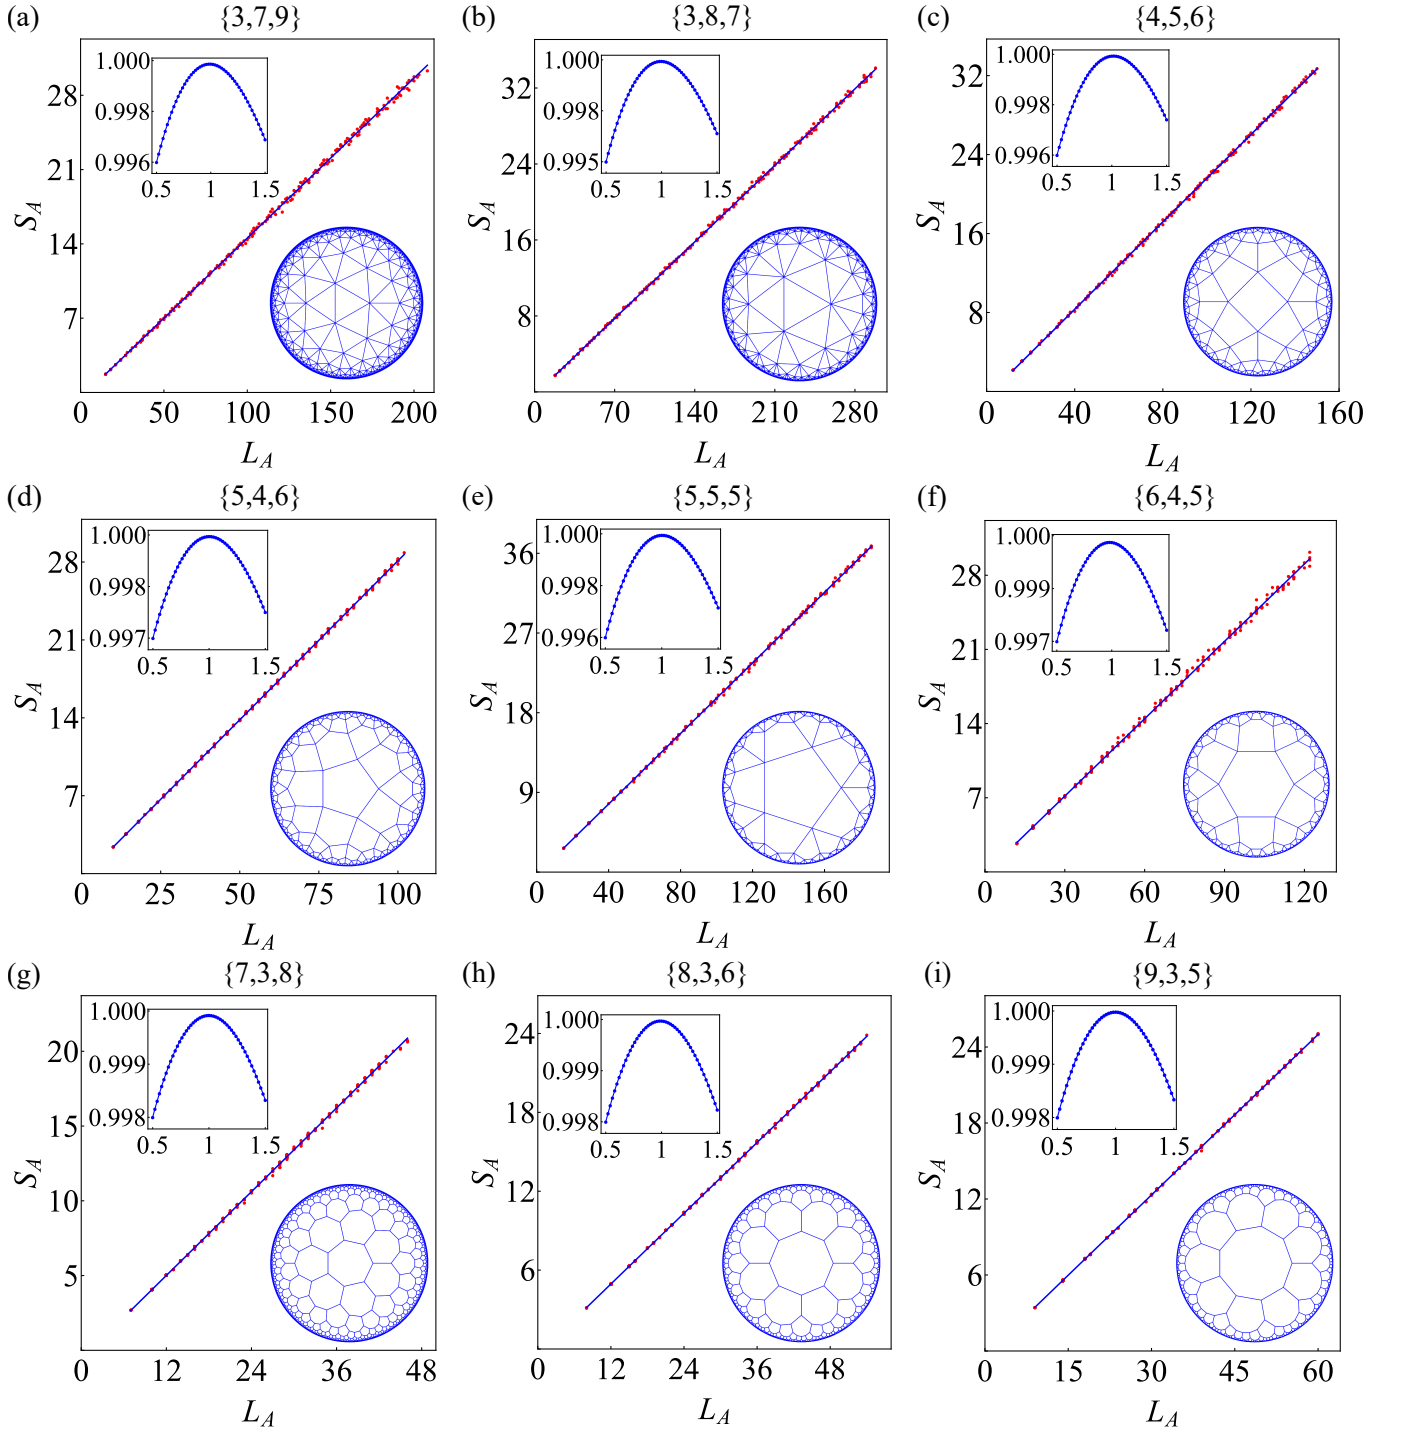 (a) {3,7,9}
1.000
0.998
0.996
0.5 1 1.5
28
21
14
7
S_A
0 50 100 150 200
L_A
(b) {3,8,7}
1.000
0.998
0.995
0.5 1 1.5
32
24
16
8
S_A
0 70 140 210 280
L_A
(c) {4,5,6}
1.000
0.998
0.996
0.5 1 1.5
32
24
16
8
S_A
0 40 80 120 160
L_A
(d) {5,4,6}
1.000
0.998
0.997
0.5 1 1.5
28
21
14
7
S_A
0 25 50 75 100
L_A
(e) {5,5,5}
1.000
0.998
0.996
0.5 1 1.5
36
27
18
9
S_A
0 40 80 120 160
L_A
(f) {6,4,5}
1.000
0.999
0.997
0.5 1 1.5
28
21
14
7
S_A
0 30 60 90 120
L_A
(g) {7,3,8}
1.000
0.999
0.998
0.5 1 1.5
20
15
10
5
S_A
0 12 24 36 48
L_A
(h) {8,3,6}
1.000
0.999
0.998
0.5 1 1.5
24
18
12
6
S_A
0 12 24 36 48
L_A
(i) {9,3,5}
1.000
0.999
0.998
0.5 1 1.5
24
18
12
6
S_A
0 15 30 45 60
L_A